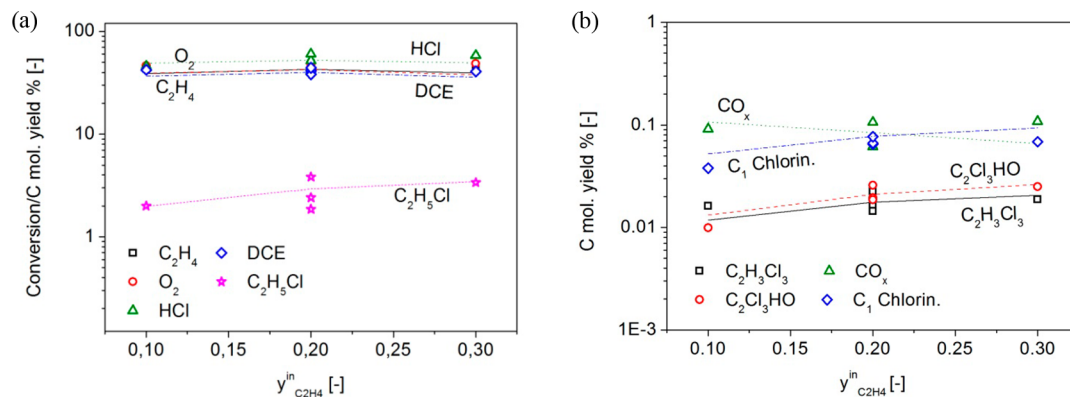 (a)
Conversion/C mol. yield % [-]
100
10
1
O₂
HCl
C₂H₄
DCE
C₂H₅Cl
C₂H₄
O₂
HCl
DCE
C₂H₅Cl
0,10
0,15
0,20
0,25
0,30
yⁱⁿC2H4 [-]
(b)
C mol. yield % [-]
1
0.1
0.01
1E-3
COₓ
C₁ Chlorin.
C₂Cl₃HO
C₂H₃Cl₃
C₂H₃Cl₃
C₂Cl₃HO
COₓ
C₁ Chlorin.
0.10
0.15
0.20
0.25
0.30
yⁱⁿC2H4 [-]